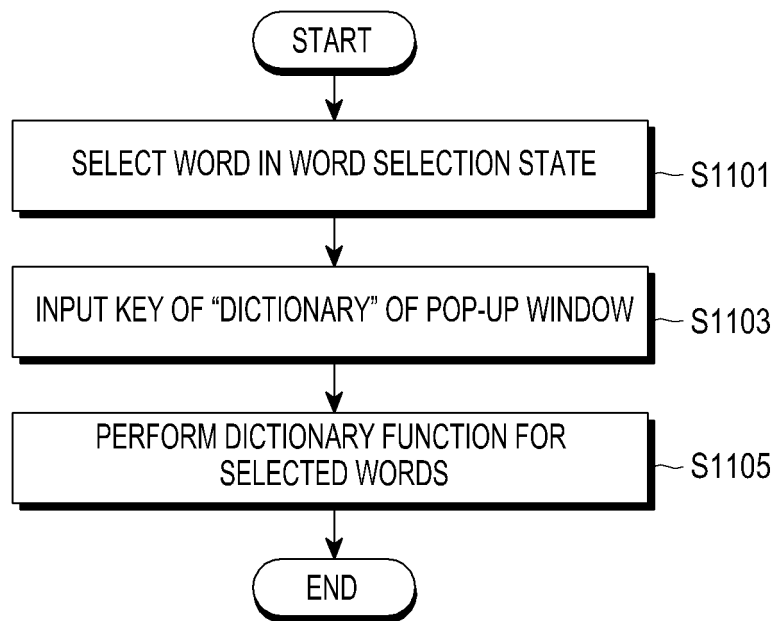 START
SELECT WORD IN WORD SELECTION STATE
S1101
INPUT KEY OF “DICTIONARY” OF POP-UP WINDOW
S1103
PERFORM DICTIONARY FUNCTION FOR
SELECTED WORDS
S1105
END